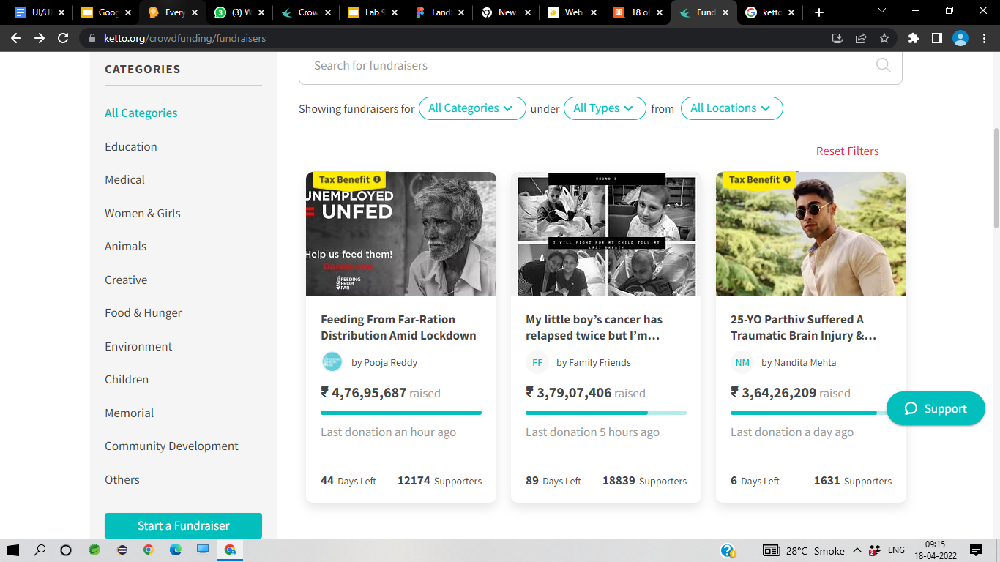 UI/U
Goog
Every
(3) W
Crow
Lab 9
Land
New
Web
18 of
Fund
ketto
ketto.org/crowdfunding/fundraisers
CATEGORIES
All Categories
Education
Medical
Women & Girls
Animals
Creative
Food & Hunger
Environment
Children
Memorial
Community Development
Others
Start a Fundraiser
Search for fundraisers
Showing fundraisers for All Categories under All Types from All Locations
Reset Filters
Tax Benefit
UNEMPLOYED
= UNFED
Help us feed them!
Donate now
FEEDING
FROM
FAR
Feeding From Far-Ration
Distribution Amid Lockdown
by Pooja Reddy
₹ 4,76,95,687 raised
Last donation an hour ago
44 Days Left 12174 Supporters
ROUND 3
I WILL FIGHT FOR MY CHILD TILL MY
LAST BREATH
My little boy’s cancer has
relapsed twice but I’m...
FF by Family Friends
₹ 3,79,07,406 raised
Last donation 5 hours ago
89 Days Left 18839 Supporters
Tax Benefit
25-YO Parthiv Suffered A
Traumatic Brain Injury &...
NM by Nandita Mehta
₹ 3,64,26,209 raised
Last donation a day ago
6 Days Left 1631 Supporters
Support
28°C Smoke
ENG
09:15
18-04-2022